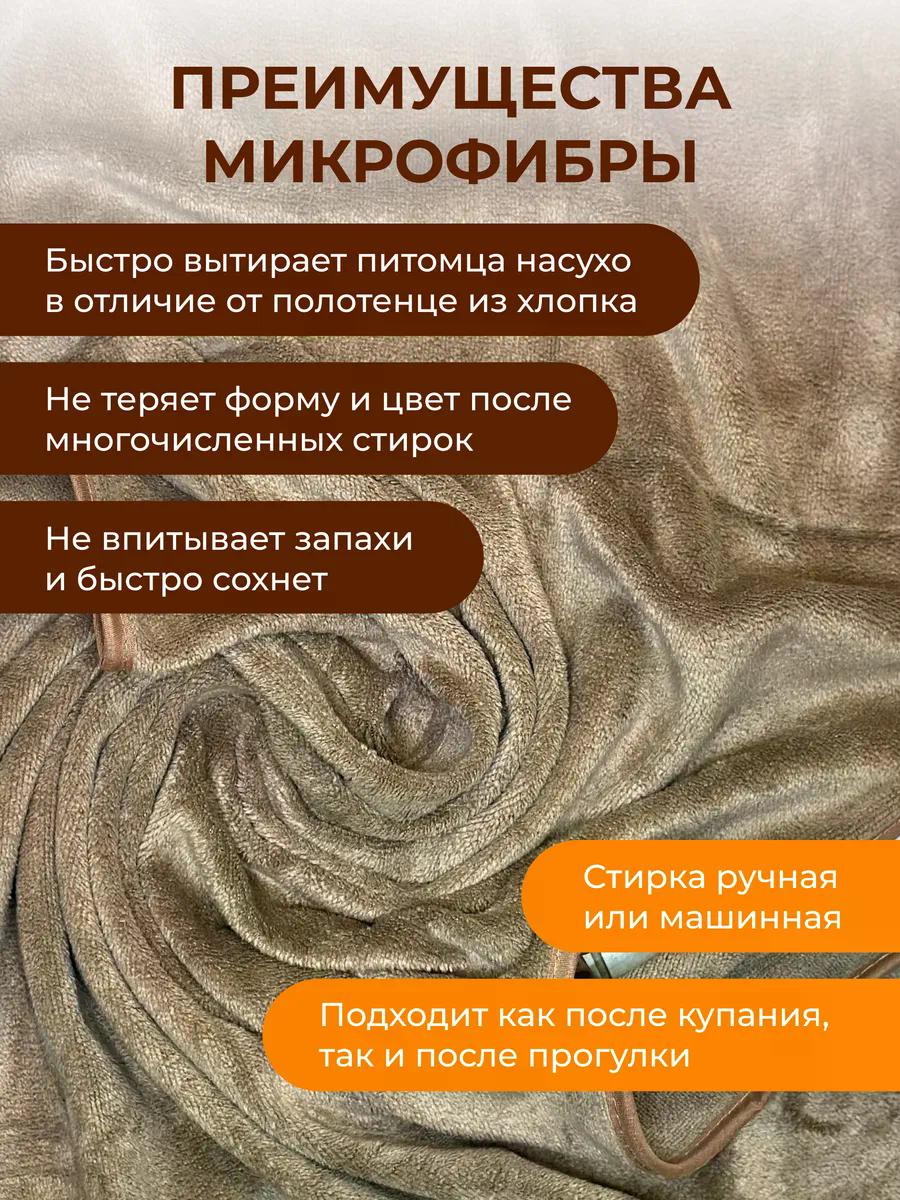 ПРЕИМУЩЕСТВА
МИКРОФИБРЫ
Быстро вытирает питомца насухо
в отличие от полотенце из хлопка
Не теряет форму и цвет после
многочисленных стирок
Не впитывает запахи
и быстро сохнет
Стирка ручная
или машинная
Подходит как после купания,
так и после прогулки